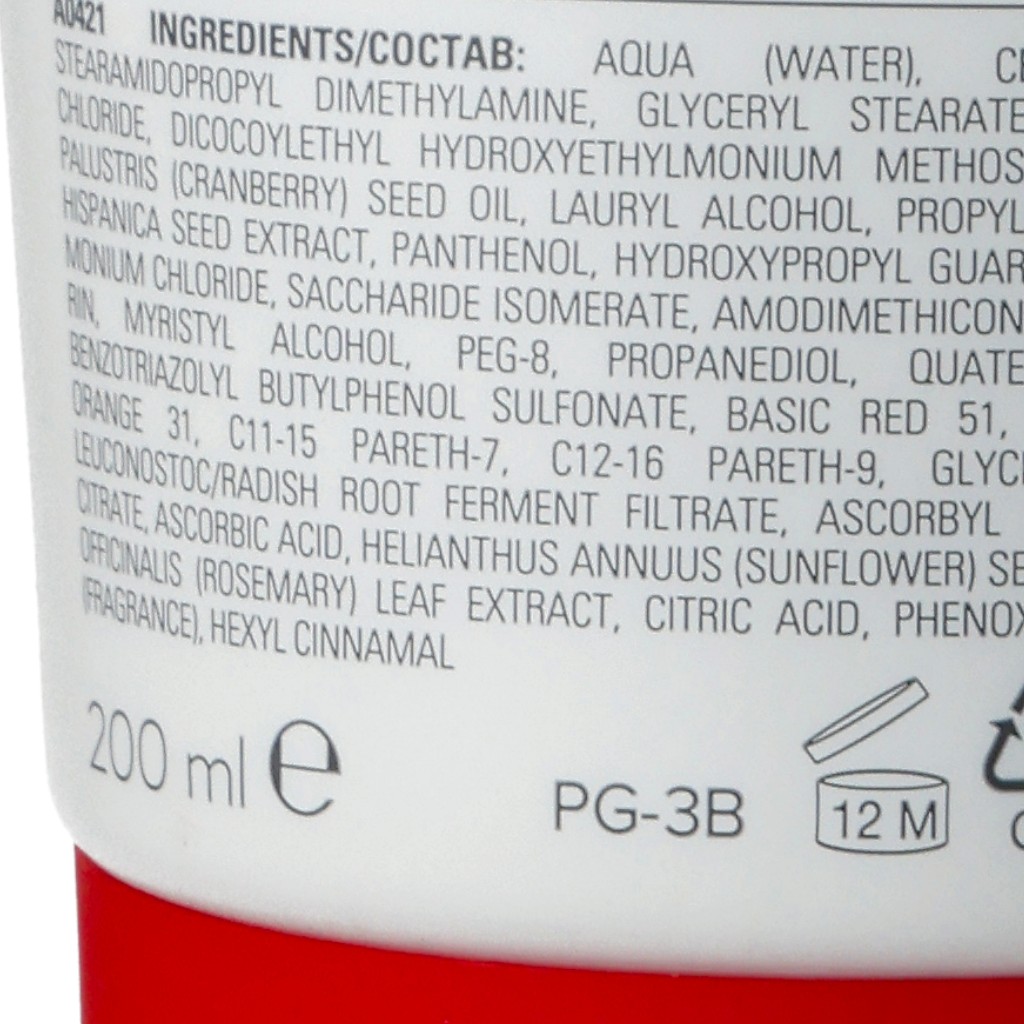 A0421 INGREDIENTS/СОСТАВ: AQUA (WATER),
STEARAMIDOPROPYL DIMETHYLAMINE, GLYCERYL STEARATE
CHLORIDE, DICOCOYLETHYL HYDROXYETHYLMONIUM METHOS
PALUSTRIS (CRANBERRY) SEED OIL, LAURYL ALCOHOL, PROPYL
HISPANICA SEED EXTRACT, PANTHENOL, HYDROXYPROPYL GUAR
MONIUM CHLORIDE, SACCHARIDE ISOMERATE, AMODIMETHICON
RIN, MYRISTYL ALCOHOL, PEG-8, PROPANEDIOL, QUATE
BENZOTRIAZOLYL BUTYLPHENOL SULFONATE, BASIC RED 51,
ORANGE 31, C11-15 PARETH-7, C12-16 PARETH-9, GLYC
LEUCONOSTOC/RADISH ROOT FERMENT FILTRATE, ASCORBYL
CITRATE, ASCORBIC ACID, HELIANTHUS ANNUUS (SUNFLOWER) SE
OFFICINALIS (ROSEMARY) LEAF EXTRACT, CITRIC ACID, PHENOX
(FRAGRANCE), HEXYL CINNAMAL
200 ml e
PG-3B
12 M